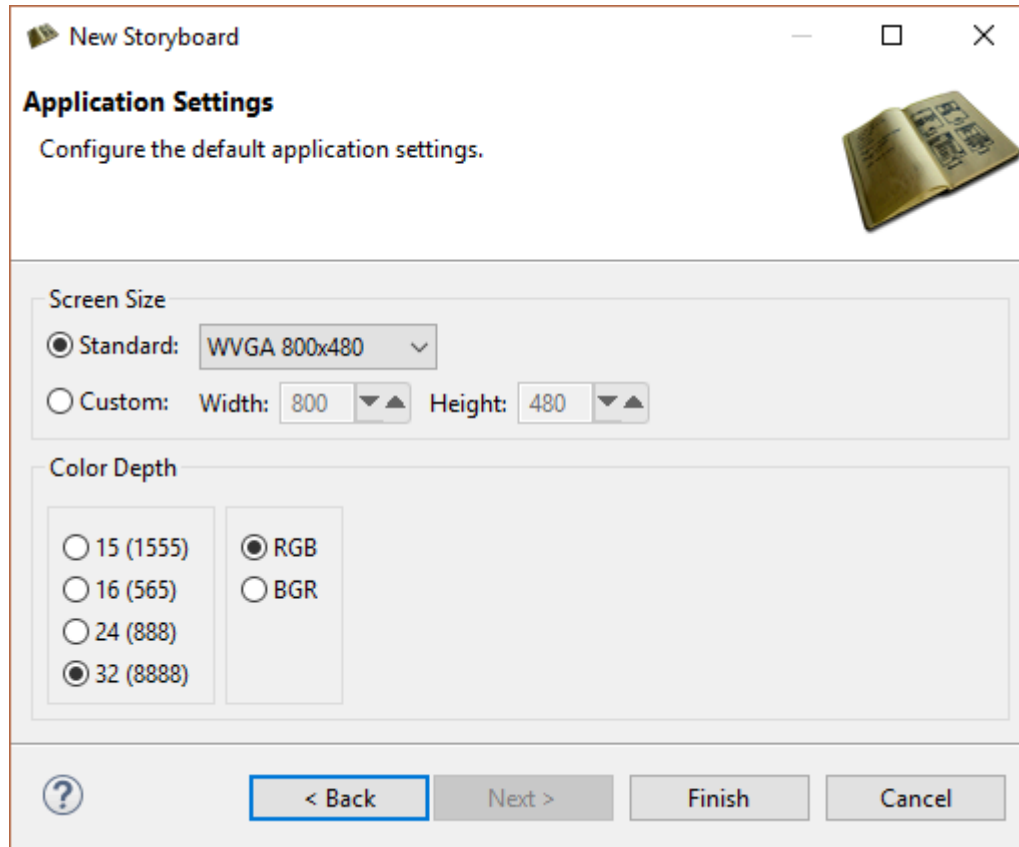 New Storyboard
Application Settings
Configure the default application settings.
Screen Size
Standard: WVGA 800x480
Custom: Width: 800 Height: 480
Color Depth
15 (1555) RGB
16 (565) BGR
24 (888)
32 (8888)
? < Back Next > Finish Cancel